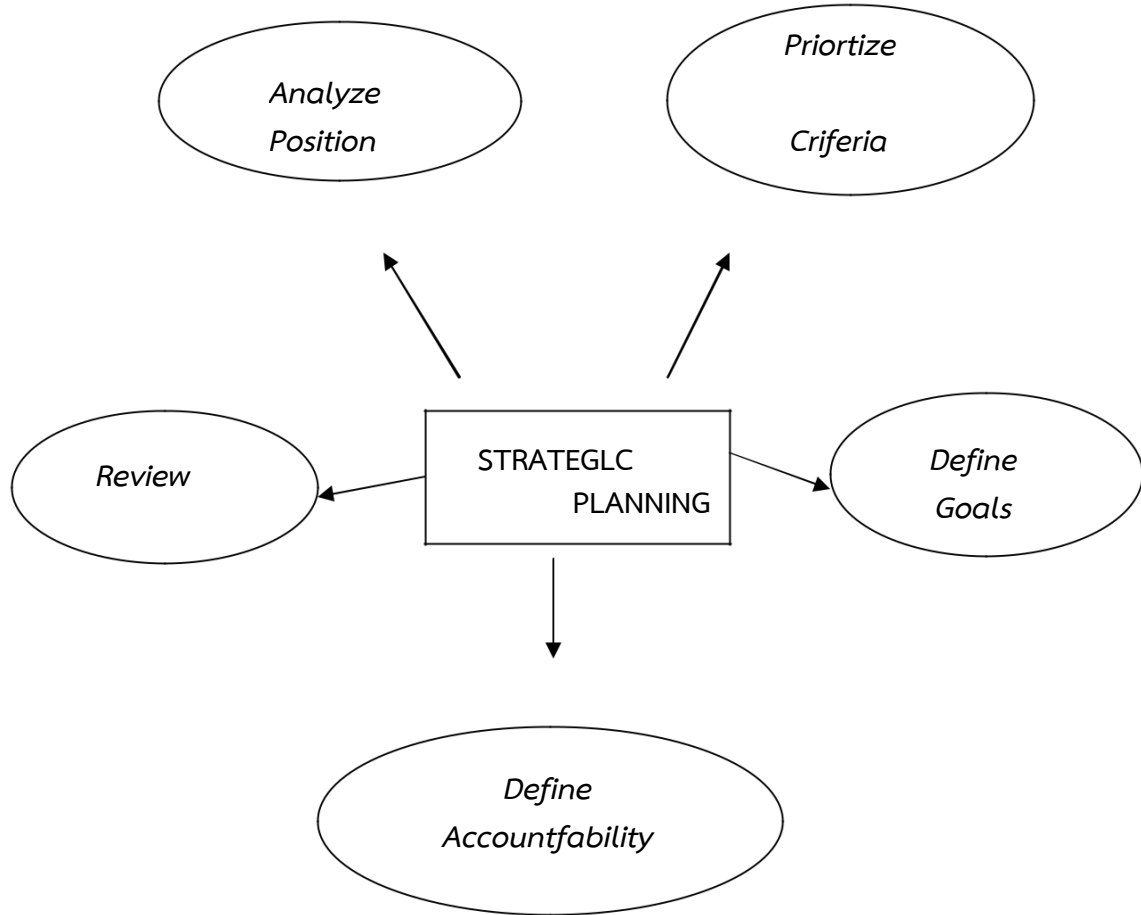 Analyze
Position
Priortize
Criferia
Review
STRATEGLC
PLANNING
Define
Goals
Define
Accountfability